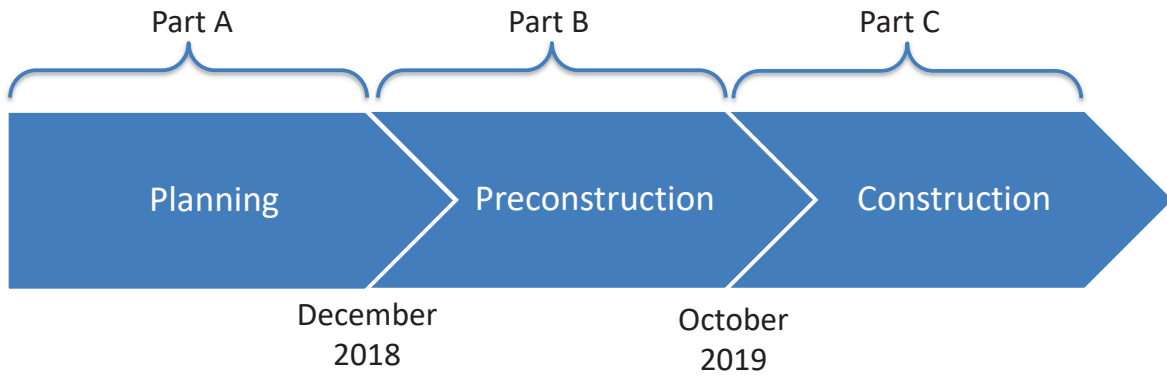 Part A
Part B
Part C
Planning
Preconstruction
Construction
December
2018
October
2019